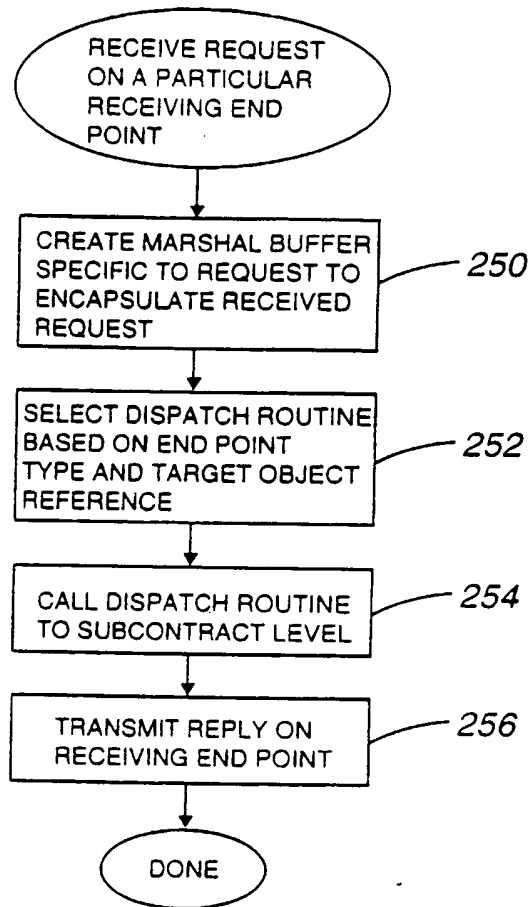 RECEIVE REQUEST
ON A PARTICULAR
RECEIVING END
POINT
CREATE MARSHAL BUFFER
SPECIFIC TO REQUEST TO
ENCAPSULATE RECEIVED
REQUEST
250
SELECT DISPATCH ROUTINE
BASED ON END POINT
TYPE AND TARGET OBJECT
REFERENCE
252
CALL DISPATCH ROUTINE
TO SUBCONTRACT LEVEL
254
TRANSMIT REPLY ON
RECEIVING END POINT
256
DONE